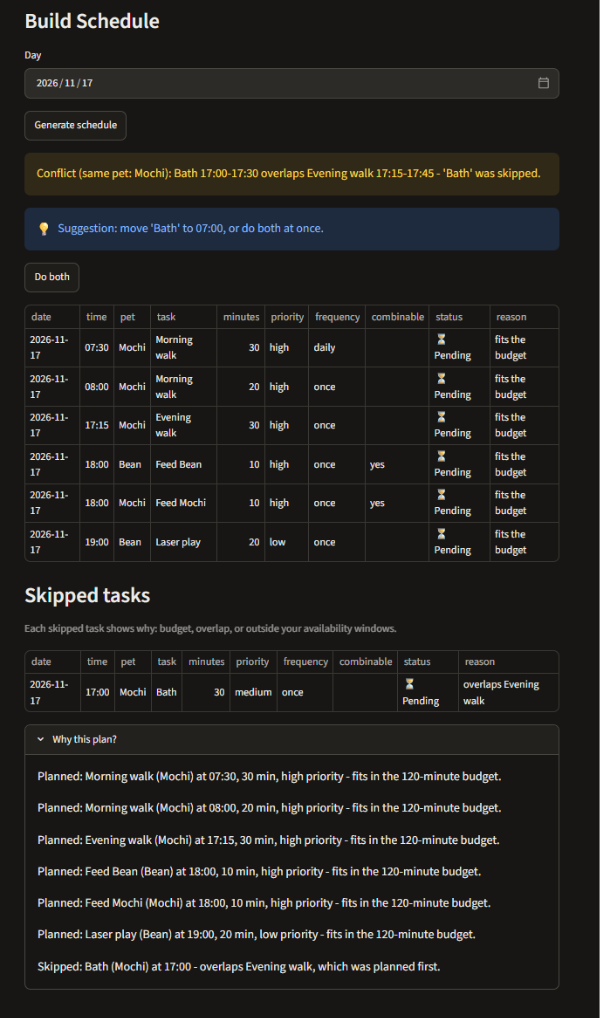 Build Schedule
Day
2026/11/17
Generate schedule
Conflict (same pet: Mochi): Bath 17:00-17:30 overlaps Evening walk 17:15-17:45 - 'Bath' was skipped.
💡 Suggestion: move 'Bath' to 07:00, or do both at once.
Do both
date time pet task minutes priority frequency combinable status reason
2026-11-17 07:30 Mochi Morning walk 30 high daily ⏳ Pending fits the budget
2026-11-17 08:00 Mochi Morning walk 20 high once ⏳ Pending fits the budget
2026-11-17 17:15 Mochi Evening walk 30 high once ⏳ Pending fits the budget
2026-11-17 18:00 Bean Feed Bean 10 high once yes ⏳ Pending fits the budget
2026-11-17 18:00 Mochi Feed Mochi 10 high once yes ⏳ Pending fits the budget
2026-11-17 19:00 Bean Laser play 20 low once ⏳ Pending fits the budget
Skipped tasks
Each skipped task shows why: budget, overlap, or outside your availability windows.
date time pet task minutes priority frequency combinable status reason
2026-11-17 17:00 Mochi Bath 30 medium once ⏳ Pending overlaps Evening walk
Why this plan?
Planned: Morning walk (Mochi) at 07:30, 30 min, high priority - fits in the 120-minute budget.
Planned: Morning walk (Mochi) at 08:00, 20 min, high priority - fits in the 120-minute budget.
Planned: Evening walk (Mochi) at 17:15, 30 min, high priority - fits in the 120-minute budget.
Planned: Feed Bean (Bean) at 18:00, 10 min, high priority - fits in the 120-minute budget.
Planned: Feed Mochi (Mochi) at 18:00, 10 min, high priority - fits in the 120-minute budget.
Planned: Laser play (Bean) at 19:00, 20 min, low priority - fits in the 120-minute budget.
Skipped: Bath (Mochi) at 17:00 - overlaps Evening walk, which was planned first.